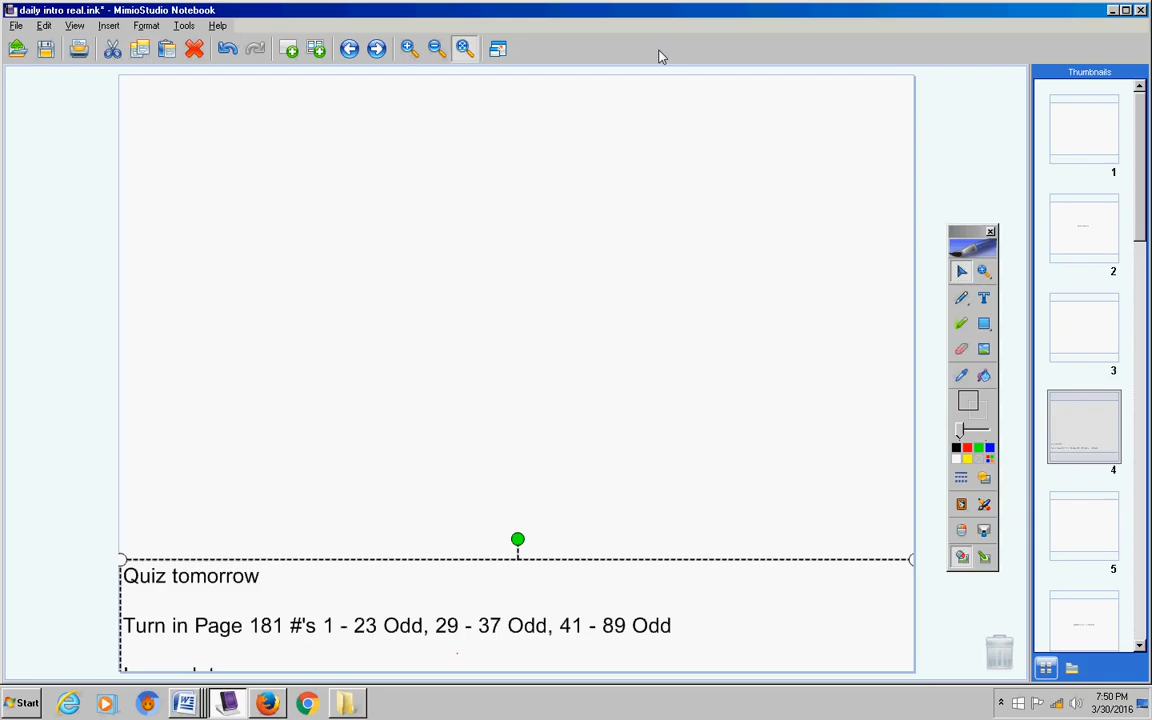 daily intro real.ink* - MimioStudio Notebook
File Edit View Insert Format Tools Help
Thumbnails
1
2
3
4
5
Quiz tomorrow
Turn in Page 181 #'s 1 - 23 Odd, 29 - 37 Odd, 41 - 89 Odd
Start
7:50 PM
3/30/2016